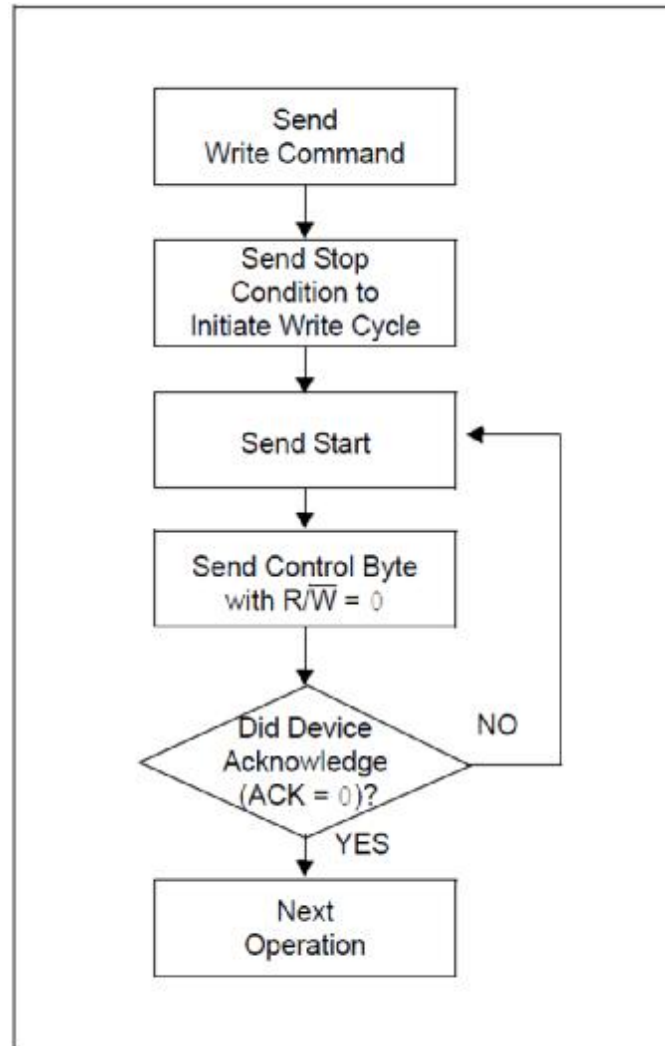 Send
Write Command
Send Stop
Condition to
Initiate Write Cycle
Send Start
Send Control Byte
with R/W̅ = 0
Did Device
Acknowledge
(ACK = 0)?
NO
YES
Next
Operation